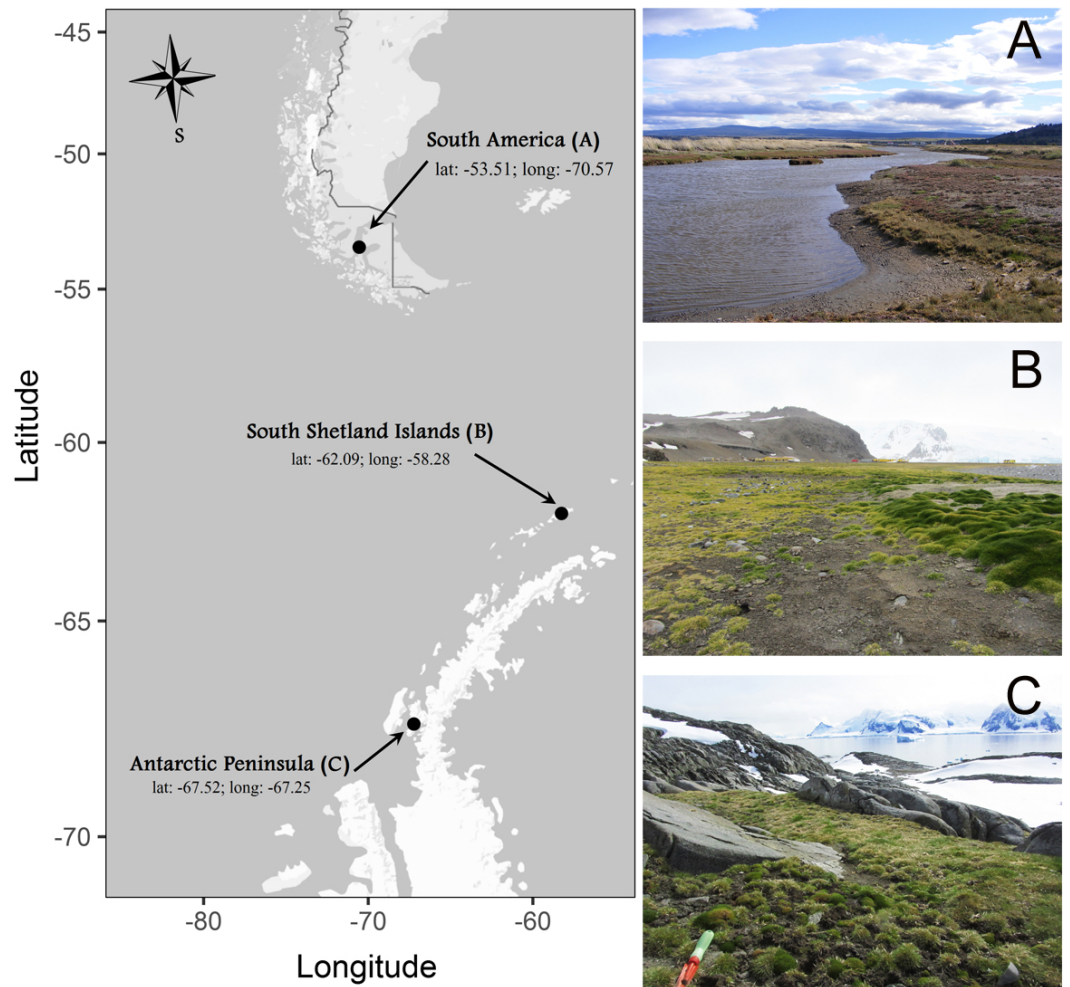 -45
-50
-55
-60
-65
-70
Latitude
S
South America (A)
lat: -53.51; long: -70.57
South Shetland Islands (B)
lat: -62.09; long: -58.28
Antarctic Peninsula (C)
lat: -67.52; long: -67.25
-80
-70
-60
Longitude
A
B
C